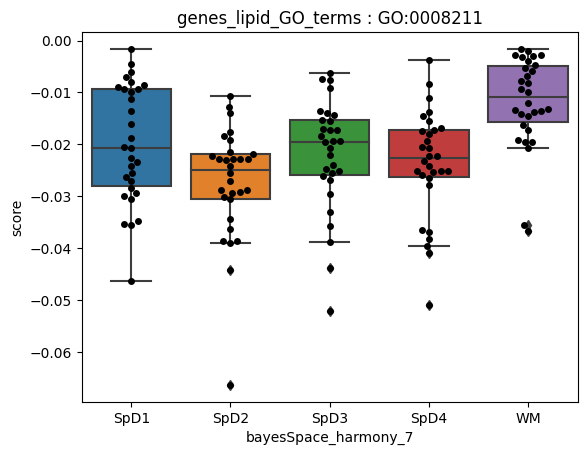 genes_lipid_GO_terms : GO:0008211
0.00
−0.01
−0.02
−0.03
−0.04
−0.05
−0.06
score
SpD1 SpD2 SpD3 SpD4 WM
bayesSpace_harmony_7